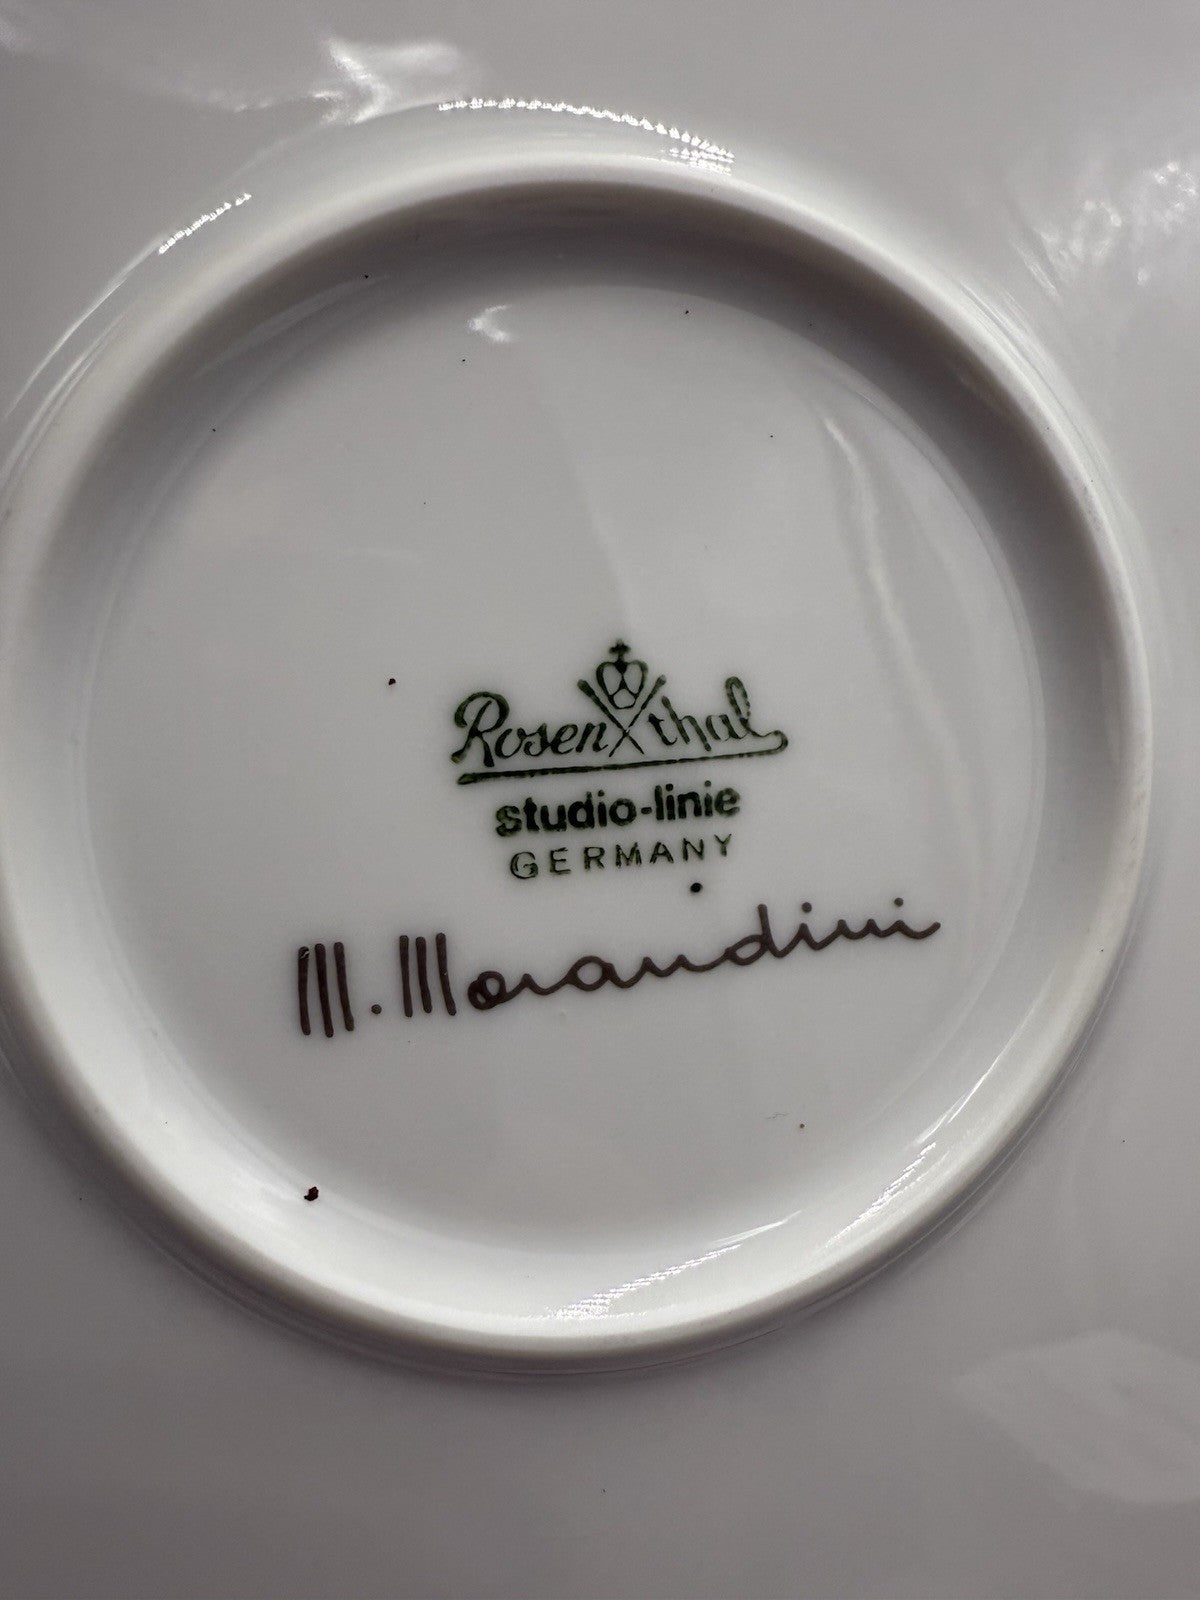 Rosenthal
studio-linie
GERMANY
M. Morandini